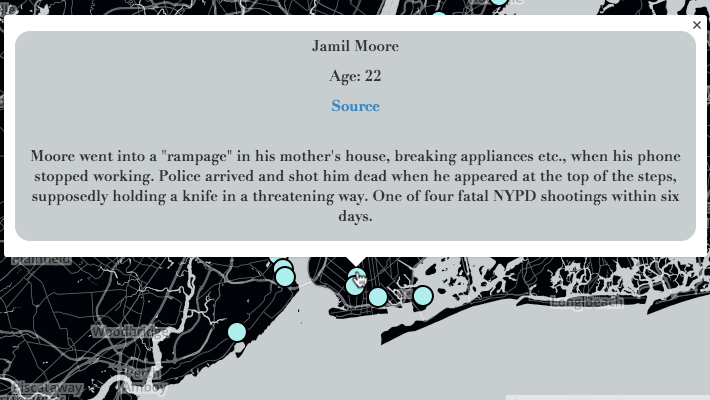 ×
Jamil Moore
Age: 22
Source
Moore went into a "rampage" in his mother's house, breaking appliances etc., when his phone
stopped working. Police arrived and shot him dead when he appeared at the top of the steps,
supposedly holding a knife in a threatening way. One of four fatal NYPD shootings within six
days.
Plainfield
Woodbridge
Perth
Amboy
Piscataway
Long Beach